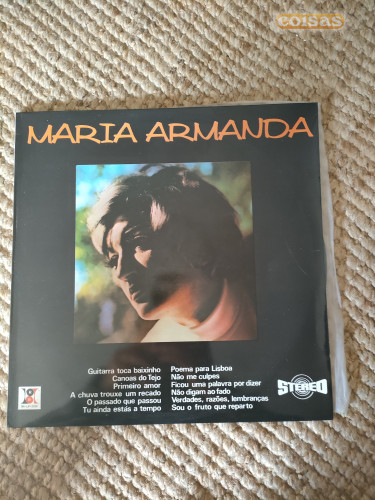 coisas
MARIA ARMANDA
Guitarra toca baixinho
Canoas do Tejo
Primeiro amor
A chuva trouxe um recado
O passado que passou
Tu ainda estás a tempo
Poema para Lisboa
Não me culpes
Ficou uma palavra por dizer
Não digam ao fado
Verdades, razões, lembranças
Sou o fruto que reparto
STEREO